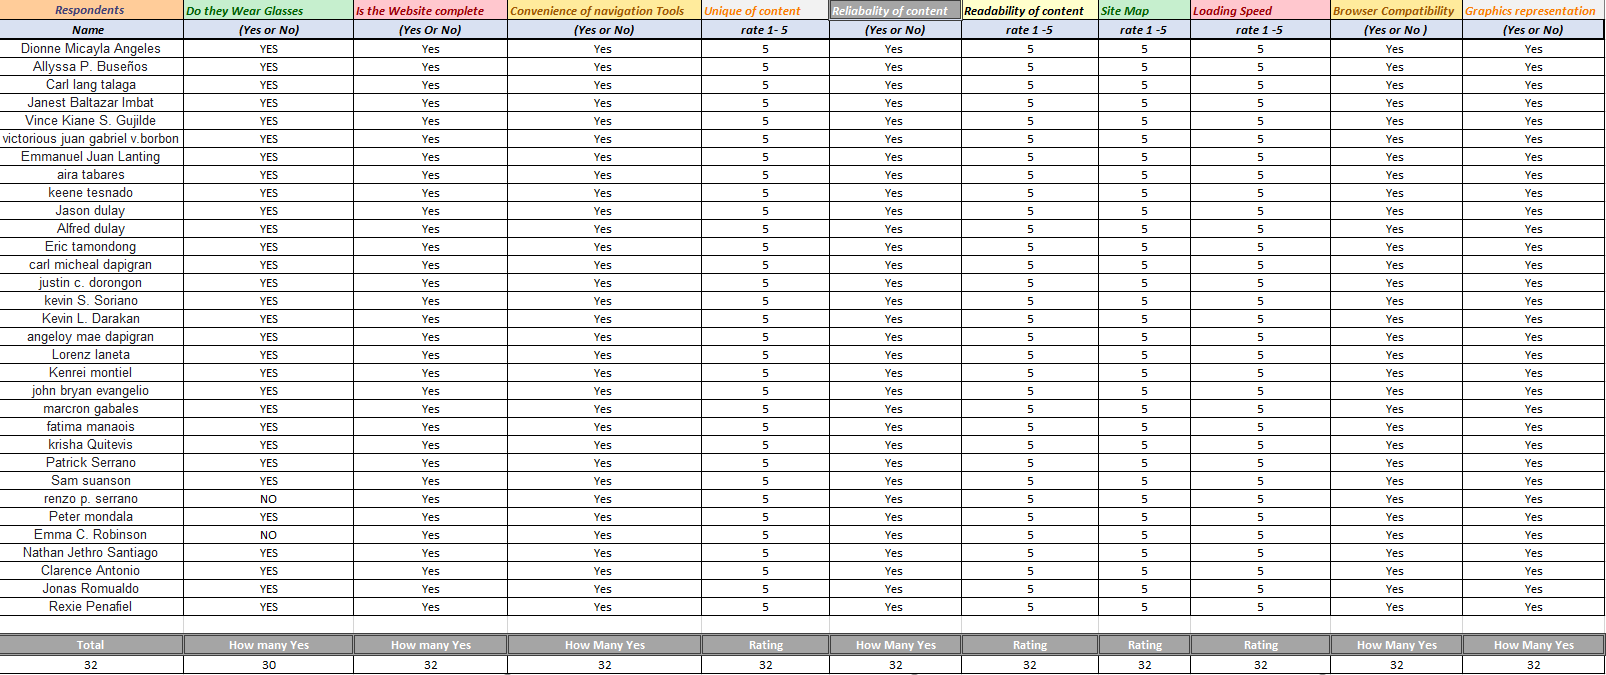 Respondents Do they Wear Glasses Is the Website complete Convenience of navigation Tools Unique of content Reliability of content Readability of content Site Map Loading Speed Browser Compatibility Graphics representation
Name (Yes or No) (Yes Or No) (Yes or No) rate 1- 5 (Yes or No) rate 1 -5 rate 1 -5 rate 1 -5 (Yes or No ) (Yes or No)
Dionne Micayla Angeles YES Yes Yes 5 Yes 5 5 5 Yes Yes
Allyssa P. Buseños YES Yes Yes 5 Yes 5 5 5 Yes Yes
Carl lang talaga YES Yes Yes 5 Yes 5 5 5 Yes Yes
Janest Baltazar Imbat YES Yes Yes 5 Yes 5 5 5 Yes Yes
Vince Kiane S. Gujilde YES Yes Yes 5 Yes 5 5 5 Yes Yes
victorious juan gabriel v.borbon YES Yes Yes 5 Yes 5 5 5 Yes Yes
Emmanuel Juan Lanting YES Yes Yes 5 Yes 5 5 5 Yes Yes
aira tabares YES Yes Yes 5 Yes 5 5 5 Yes Yes
keene tesnado YES Yes Yes 5 Yes 5 5 5 Yes Yes
Jason dulay YES Yes Yes 5 Yes 5 5 5 Yes Yes
Alfred dulay YES Yes Yes 5 Yes 5 5 5 Yes Yes
Eric tamondong YES Yes Yes 5 Yes 5 5 5 Yes Yes
carl micheal dapigran YES Yes Yes 5 Yes 5 5 5 Yes Yes
justin c. dorongon YES Yes Yes 5 Yes 5 5 5 Yes Yes
kevin S. Soriano YES Yes Yes 5 Yes 5 5 5 Yes Yes
Kevin L. Darakan YES Yes Yes 5 Yes 5 5 5 Yes Yes
angeloy mae dapigran YES Yes Yes 5 Yes 5 5 5 Yes Yes
Lorenz laneta YES Yes Yes 5 Yes 5 5 5 Yes Yes
Kenrei montiel YES Yes Yes 5 Yes 5 5 5 Yes Yes
john bryan evangelio YES Yes Yes 5 Yes 5 5 5 Yes Yes
marcron gabales YES Yes Yes 5 Yes 5 5 5 Yes Yes
fatima manaois YES Yes Yes 5 Yes 5 5 5 Yes Yes
krisha Quitevis YES Yes Yes 5 Yes 5 5 5 Yes Yes
Patrick Serrano YES Yes Yes 5 Yes 5 5 5 Yes Yes
Sam suanson YES Yes Yes 5 Yes 5 5 5 Yes Yes
renzo p. serrano NO Yes Yes 5 Yes 5 5 5 Yes Yes
Peter mondala YES Yes Yes 5 Yes 5 5 5 Yes Yes
Emma C. Robinson NO Yes Yes 5 Yes 5 5 5 Yes Yes
Nathan Jethro Santiago YES Yes Yes 5 Yes 5 5 5 Yes Yes
Clarence Antonio YES Yes Yes 5 Yes 5 5 5 Yes Yes
Jonas Romualdo YES Yes Yes 5 Yes 5 5 5 Yes Yes
Rexie Penafiel YES Yes Yes 5 Yes 5 5 5 Yes Yes
Total How many Yes How many Yes How Many Yes Rating How Many Yes Rating Rating Rating How Many Yes How Many Yes
32 30 32 32 32 32 32 32 32 32 32